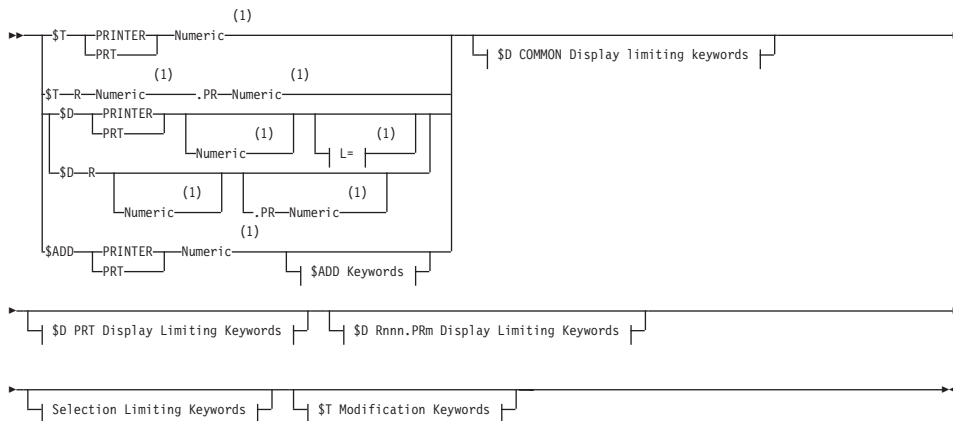 (1)
$T PRINTER Numeric
PRT $D COMMON Display limiting keywords
(1) (1)
$T R Numeric .PR Numeric
$D PRINTER
PRT (1) (1)
Numeric L=
$D R
(1) (1)
Numeric .PR Numeric
(1)
$ADD PRINTER Numeric
PRT $ADD Keywords
$D PRT Display Limiting Keywords $D Rnnn.PRm Display Limiting Keywords
Selection Limiting Keywords $T Modification Keywords